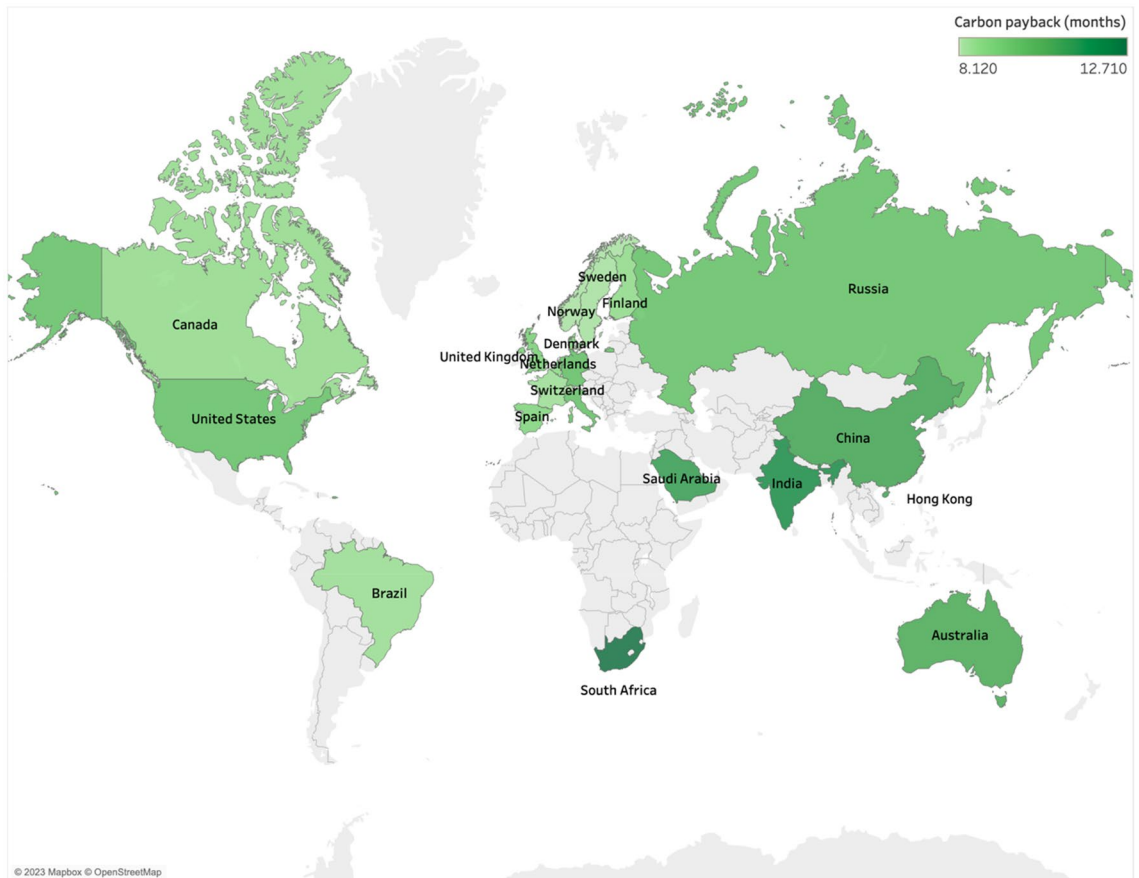 Carbon payback (months)
8.120 12.710
Sweden
Finland
Norway
Russia
Canada
Denmark
United Kingdom
Netherlands
Switzerland
Spain
United States
China
Saudi Arabia
India
Hong Kong
Brazil
Australia
South Africa
© 2023 Mapbox © OpenStreetMap